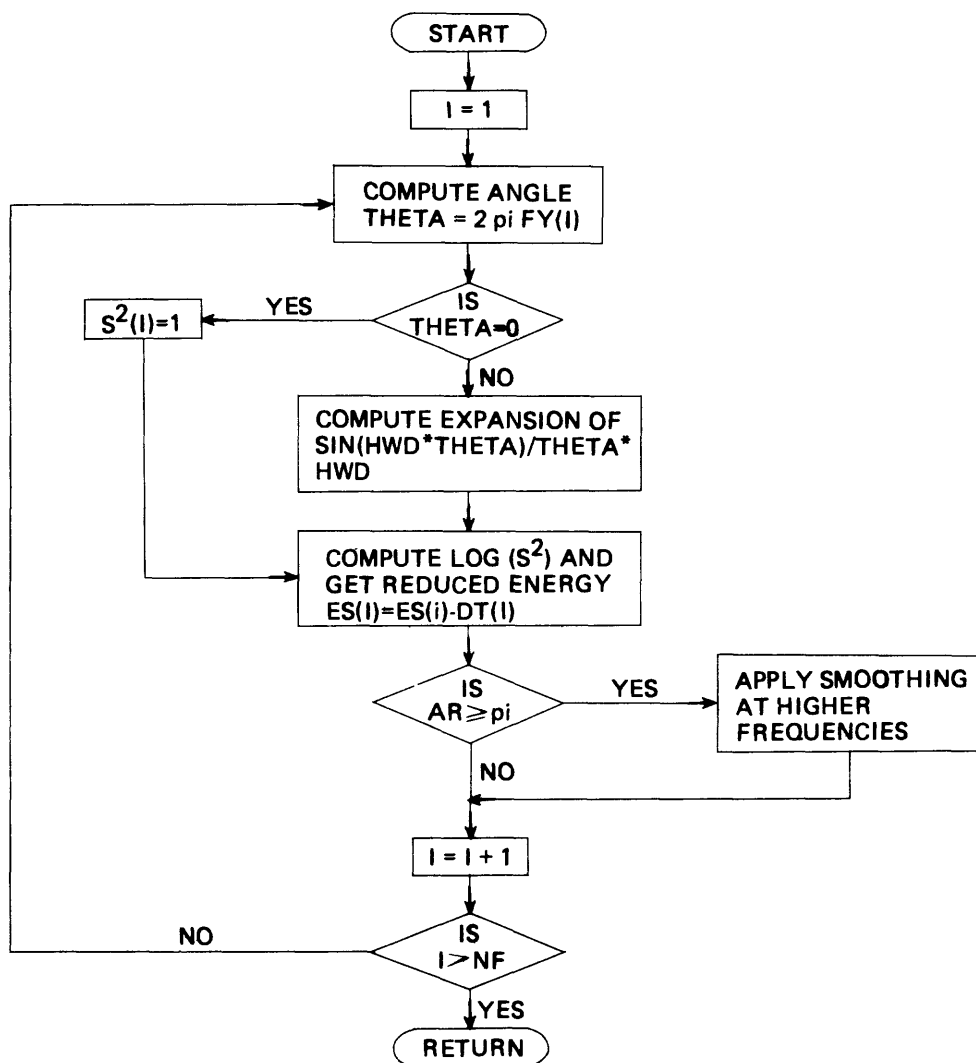 START
I = 1
COMPUTE ANGLE
THETA = 2 pi FY(I)
IS
THETA=0
YES
S²(I)=1
NO
COMPUTE EXPANSION OF
SIN(HWD*THETA)/THETA*
HWD
COMPUTE LOG (S²) AND
GET REDUCED ENERGY
ES(I)=ES(i)-DT(I)
IS
AR ⩾ pi
YES
APPLY SMOOTHING
AT HIGHER
FREQUENCIES
NO
I = I + 1
IS
I > NF
NO
YES
RETURN